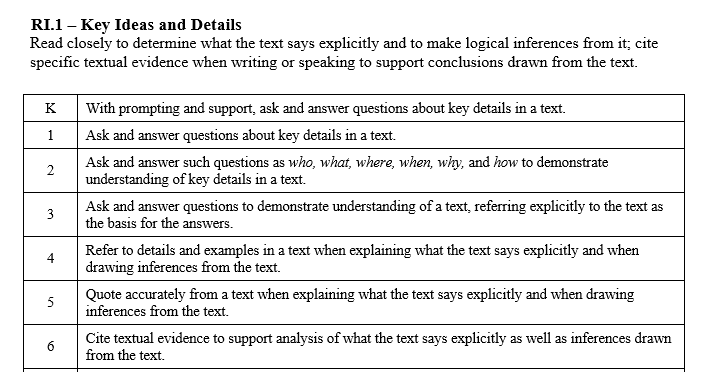 RI.1 – Key Ideas and Details
Read closely to determine what the text says explicitly and to make logical inferences from it; cite
specific textual evidence when writing or speaking to support conclusions drawn from the text.
K With prompting and support, ask and answer questions about key details in a text.
1 Ask and answer questions about key details in a text.
2 Ask and answer such questions as who, what, where, when, why, and how to demonstrate
understanding of key details in a text.
3 Ask and answer questions to demonstrate understanding of a text, referring explicitly to the text as
the basis for the answers.
4 Refer to details and examples in a text when explaining what the text says explicitly and when
drawing inferences from the text.
5 Quote accurately from a text when explaining what the text says explicitly and when drawing
inferences from the text.
6 Cite textual evidence to support analysis of what the text says explicitly as well as inferences drawn
from the text.